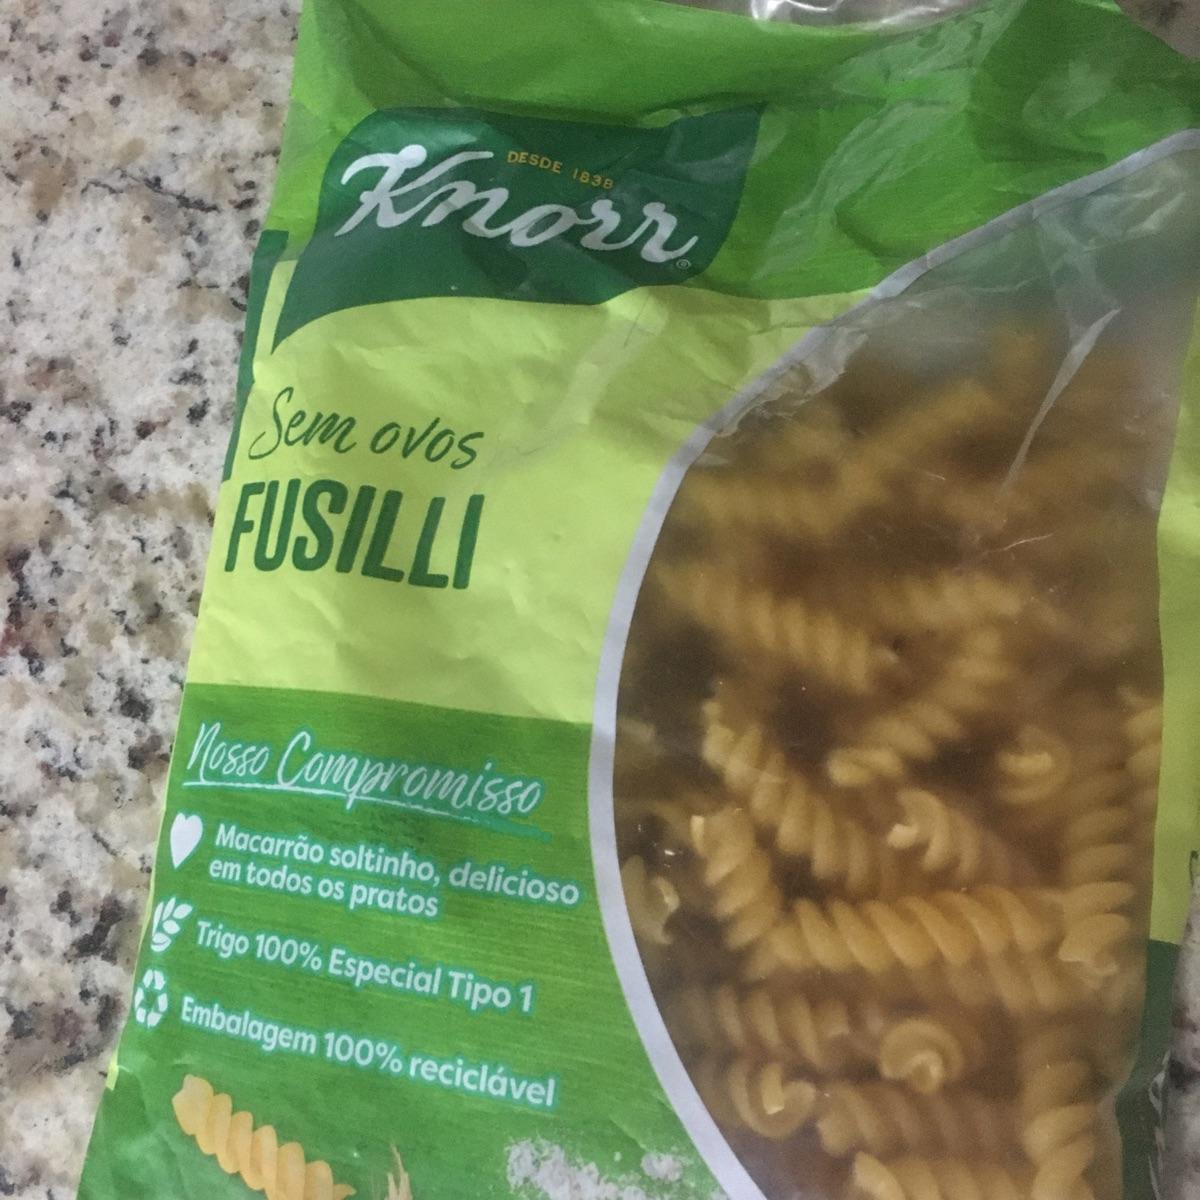 DESDE 1838
Knorr®
Sem ovos
FUSILLI
Nosso Compromisso
Macarrão soltinho, delicioso
em todos os pratos
Trigo 100% Especial Tipo 1
Embalagem 100% reciclável